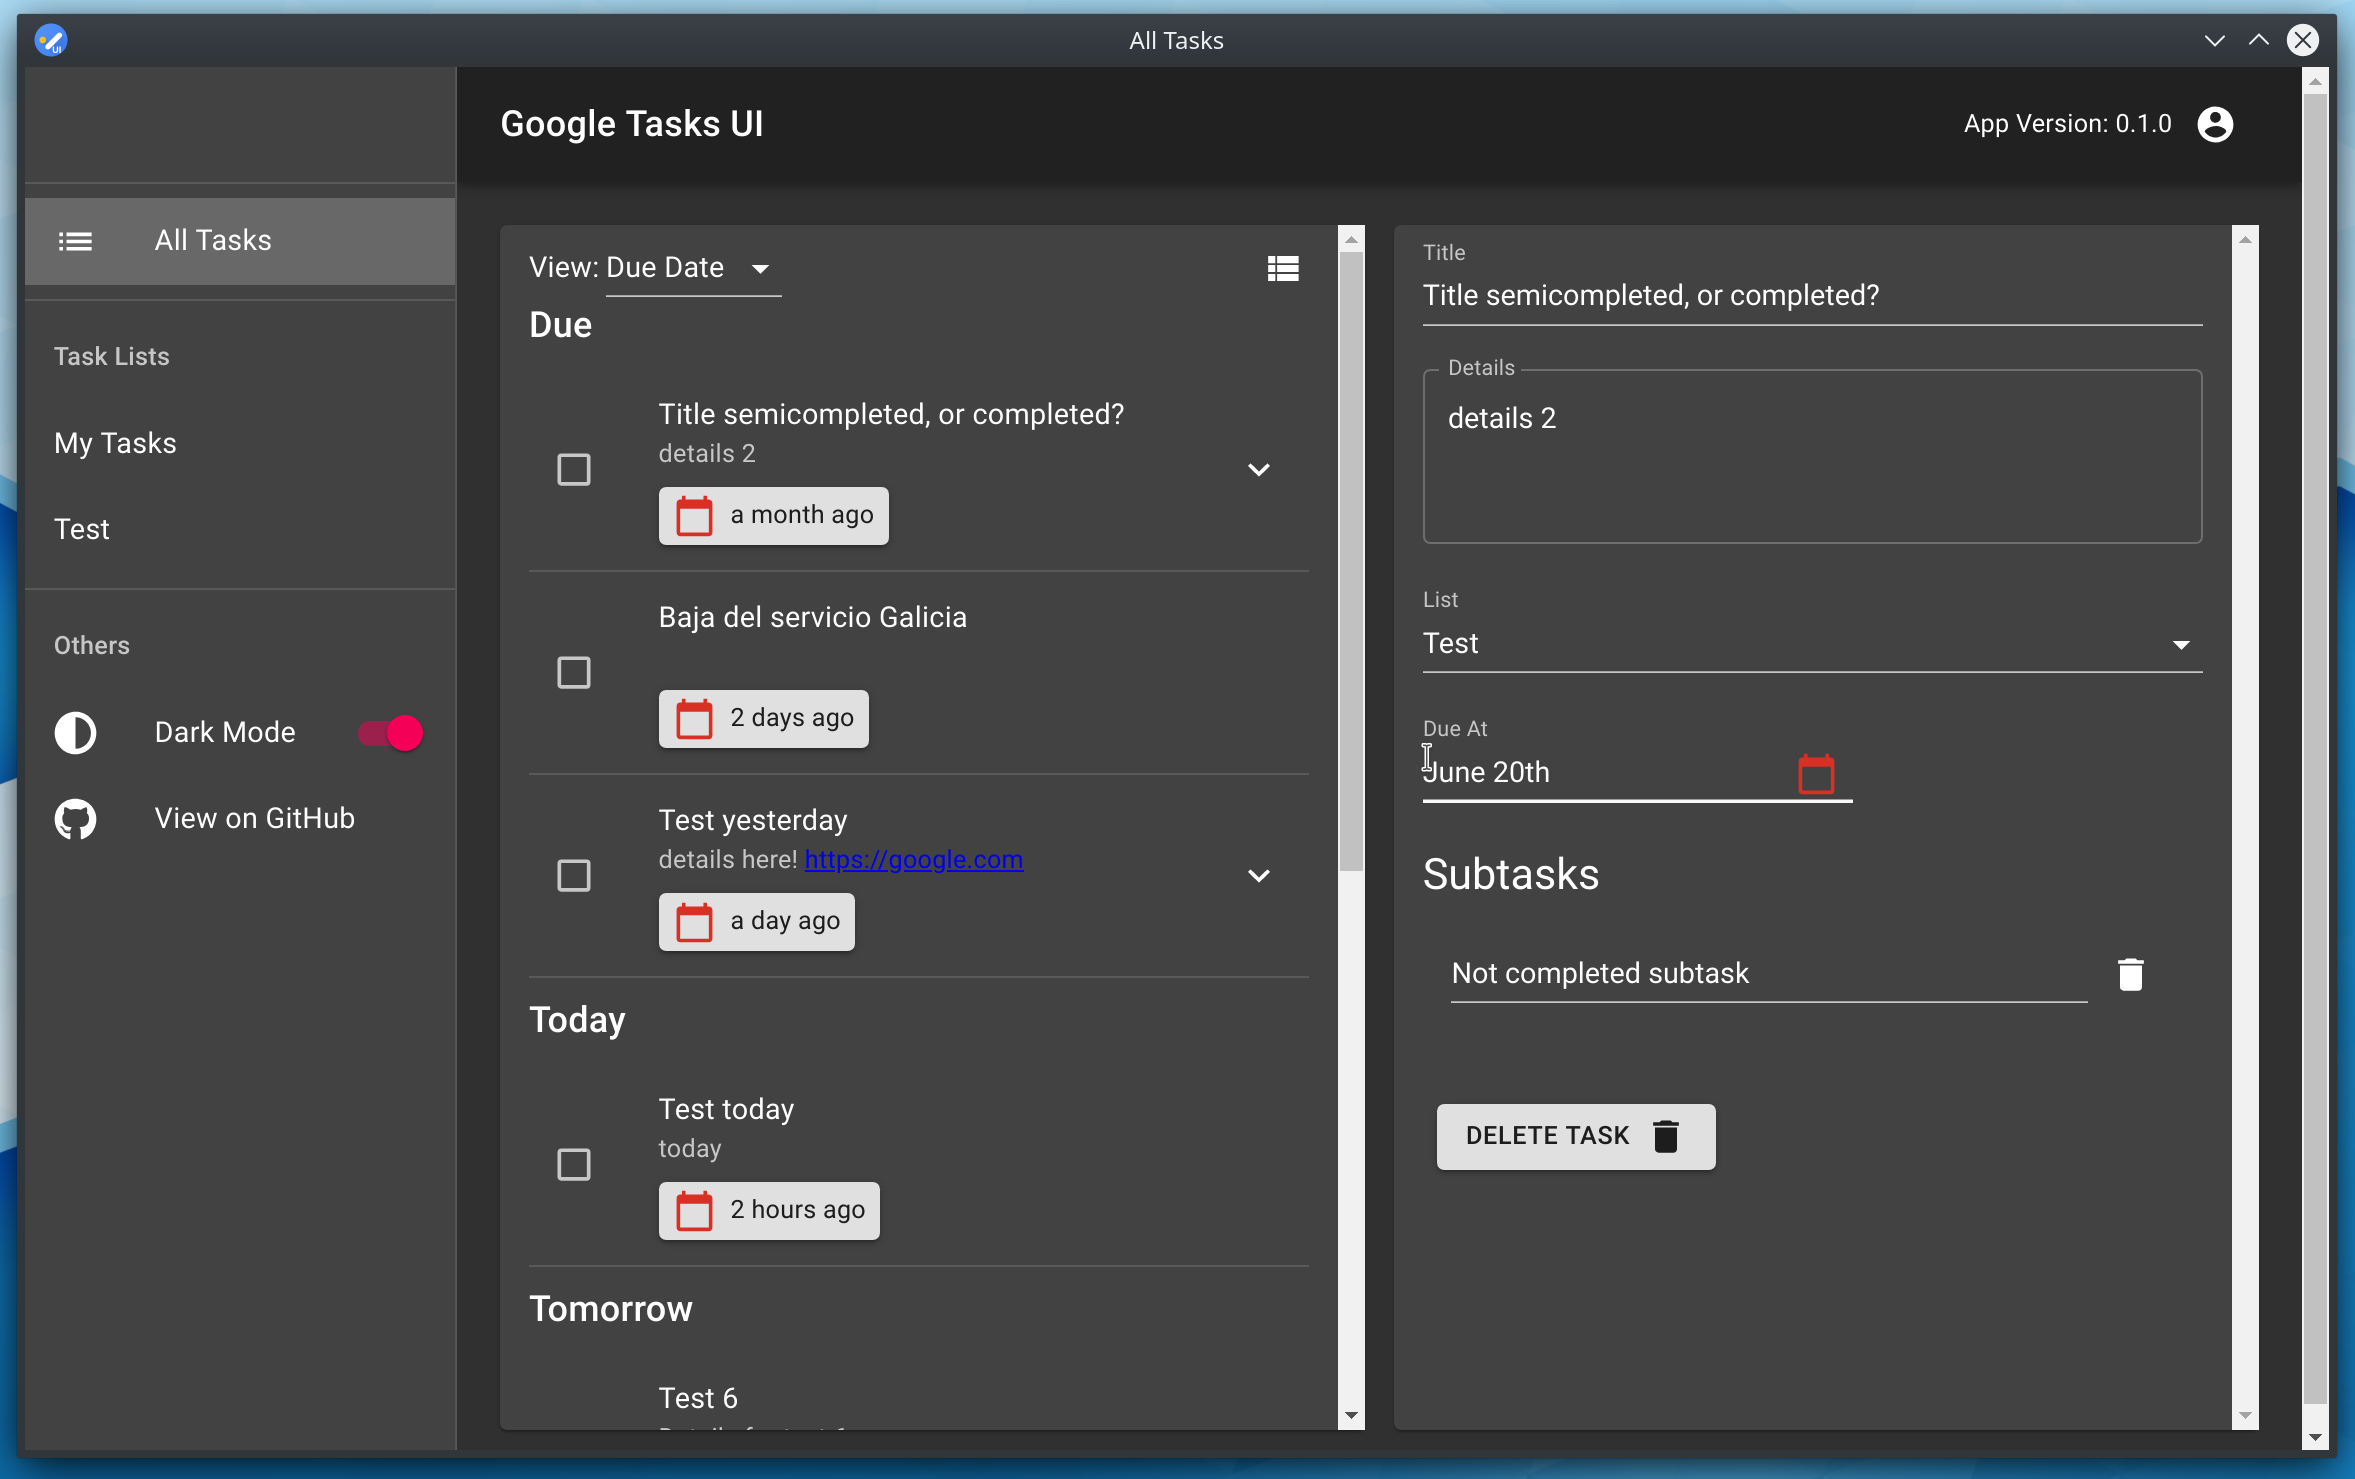 All Tasks
Google Tasks UI
App Version: 0.1.0
All Tasks
Task Lists
My Tasks
Test
Others
Dark Mode
View on GitHub
View: Due Date
Due
Title semicompleted, or completed?
details 2
a month ago
Baja del servicio Galicia
2 days ago
Test yesterday
details here! https://google.com
a day ago
Today
Test today
today
2 hours ago
Tomorrow
Test 6
Title
Title semicompleted, or completed?
Details
details 2
List
Test
Due At
June 20th
Subtasks
Not completed subtask
DELETE TASK